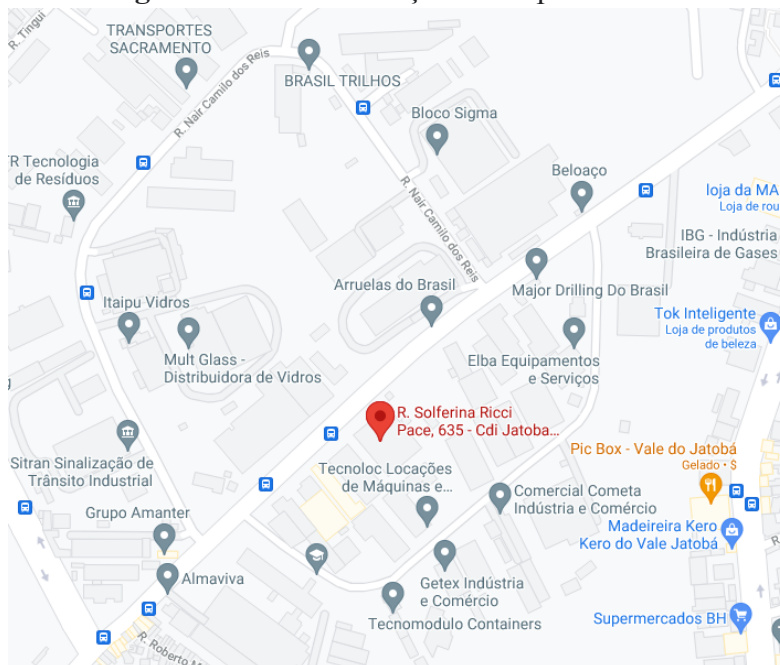 R. Tingui
TRANSPORTES
SACRAMENTO
BRASIL TRILHOS
R. Nair Camilo dos Reis
Bloco Sigma
R Tecnologia
de Resíduos
Beloaço
R. Nair Camilo dos Reis
loja da MA
Loja de rou
IBG - Indústria
Brasileira de Gases
Itaipu Vidros
Arruelas do Brasil
Major Drilling Do Brasil
Tok Inteligente
Loja de produtos
de beleza
Mult Glass -
Distribuidora de Vidros
Elba Equipamentos
e Serviços
R. Solferina Ricci
Pace, 635 - Cdi Jatoba...
Sitran Sinalização de
Trânsito Industrial
Tecnoloc Locações
de Máquinas e...
Pic Box - Vale do Jatobá
Gelado • $
Comercial Cometa
Indústria e Comércio
Grupo Amanter
Madeireira Kero
Kero do Vale Jatobá
Almaviva
Getex Indústria
e Comércio
Tecnomodulo Containers
Supermercados BH
R. Roberto M